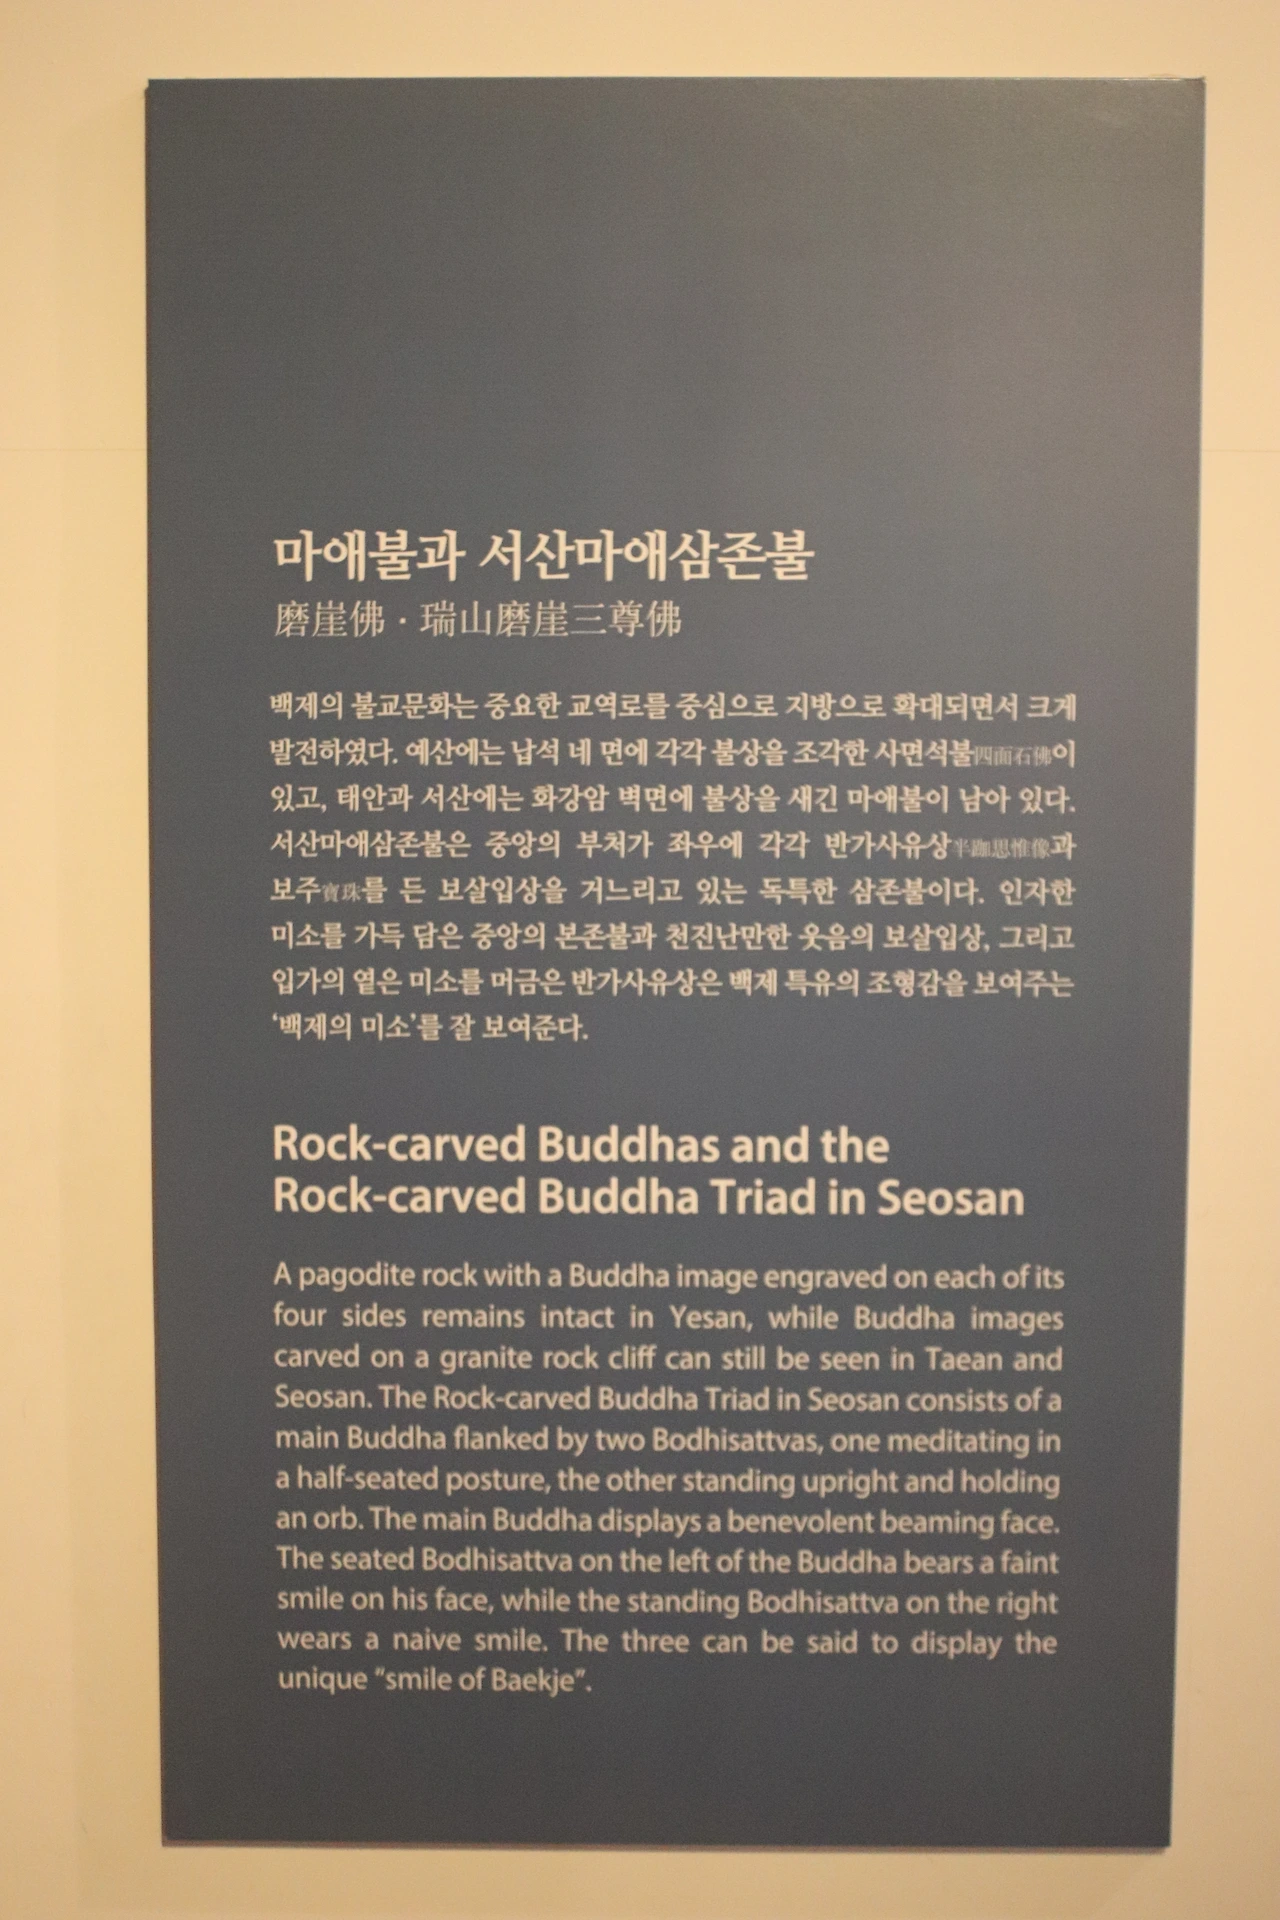 마애불과 서산마애삼존불
磨崖佛 · 瑞山磨崖三尊佛
백제의 불교문화는 중요한 교역로를 중심으로 지방으로 확대되면서 크게
발전하였다. 예산에는 납석 네 면에 각각 불상을 조각한 사면석불四面石佛이
있고, 태안과 서산에는 화강암 벽면에 불상을 새긴 마애불이 남아 있다.
서산마애삼존불은 중앙의 부처가 좌우에 각각 반가사유상半跏思惟像과
보주寶珠를 든 보살입상을 거느리고 있는 독특한 삼존불이다. 인자한
미소를 가득 담은 중앙의 본존불과 천진난만한 웃음의 보살입상, 그리고
입가의 옅은 미소를 머금은 반가사유상은 백제 특유의 조형감을 보여주는
‘백제의 미소’를 잘 보여준다.
Rock-carved Buddhas and the
Rock-carved Buddha Triad in Seosan
A pagodite rock with a Buddha image engraved on each of its
four sides remains intact in Yesan, while Buddha images
carved on a granite rock cliff can still be seen in Taean and
Seosan. The Rock-carved Buddha Triad in Seosan consists of a
main Buddha flanked by two Bodhisattvas, one meditating in
a half-seated posture, the other standing upright and holding
an orb. The main Buddha displays a benevolent beaming face.
The seated Bodhisattva on the left of the Buddha bears a faint
smile on his face, while the standing Bodhisattva on the right
wears a naive smile. The three can be said to display the
unique "smile of Baekje".